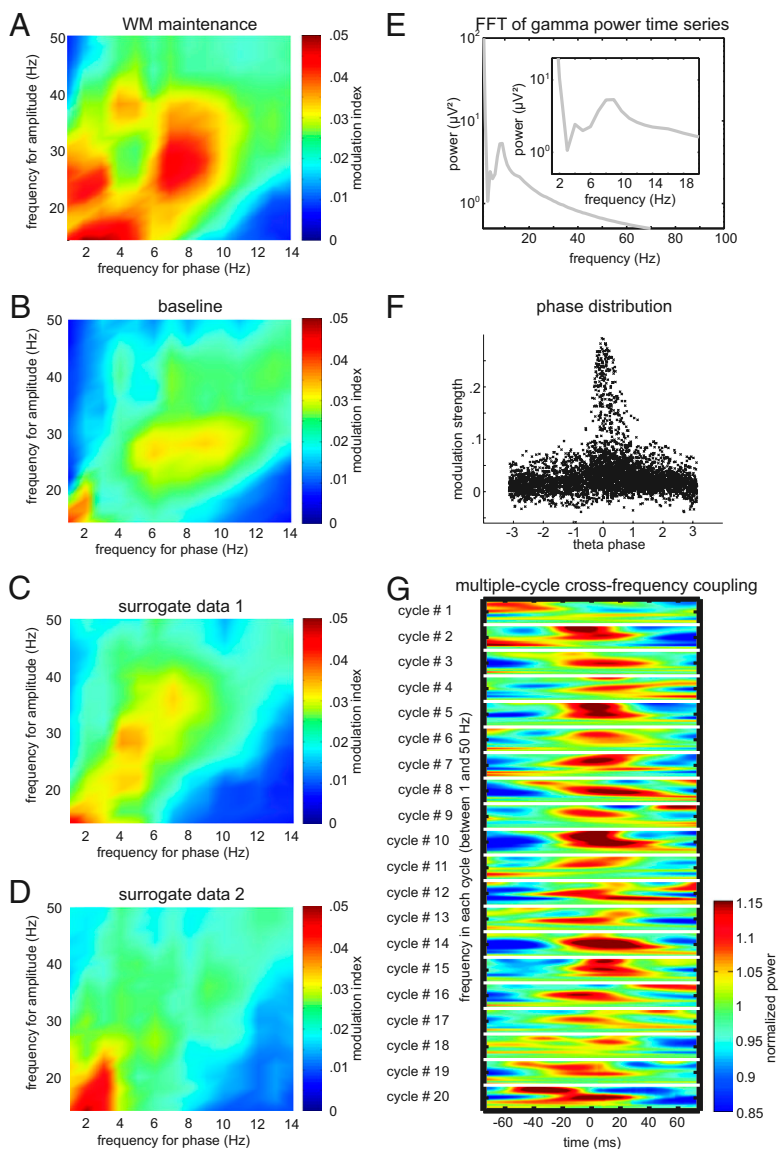 A
WM maintenance
50
40
30
20
frequency for amplitude (Hz)
2 4 6 8 10 12 14
frequency for phase (Hz)
.05
.04
.03
.02
.01
0
modulation index
B
baseline
50
40
30
20
frequency for amplitude (Hz)
2 4 6 8 10 12 14
frequency for phase (Hz)
.05
.04
.03
.02
.01
0
modulation index
C
surrogate data 1
50
40
30
20
frequency for amplitude (Hz)
2 4 6 8 10 12 14
frequency for phase (Hz)
.05
.04
.03
.02
.01
0
modulation index
D
surrogate data 2
50
40
30
20
frequency for amplitude (Hz)
2 4 6 8 10 12 14
frequency for phase (Hz)
.05
.04
.03
.02
.01
0
modulation index
E
FFT of gamma power time series
10²
10¹
10⁰
power (µV²)
20 40 60 80 100
frequency (Hz)
10¹
10⁰
power (µV²)
2 6 10 14 18
frequency (Hz)
F
phase distribution
.2
.1
0
modulation strength
-3 -2 -1 0 1 2 3
theta phase
G
multiple-cycle cross-frequency coupling
cycle # 1
cycle # 2
cycle # 3
cycle # 4
cycle # 5
cycle # 6
cycle # 7
cycle # 8
cycle # 9
cycle # 10
cycle # 11
cycle # 12
cycle # 13
cycle # 14
cycle # 15
cycle # 16
cycle # 17
cycle # 18
cycle # 19
cycle # 20
frequency in each cycle (between 1 and 50 Hz)
-60 -40 -20 0 20 40 60
time (ms)
1.15
1.05
0.95
0.9
0.85
normalized power